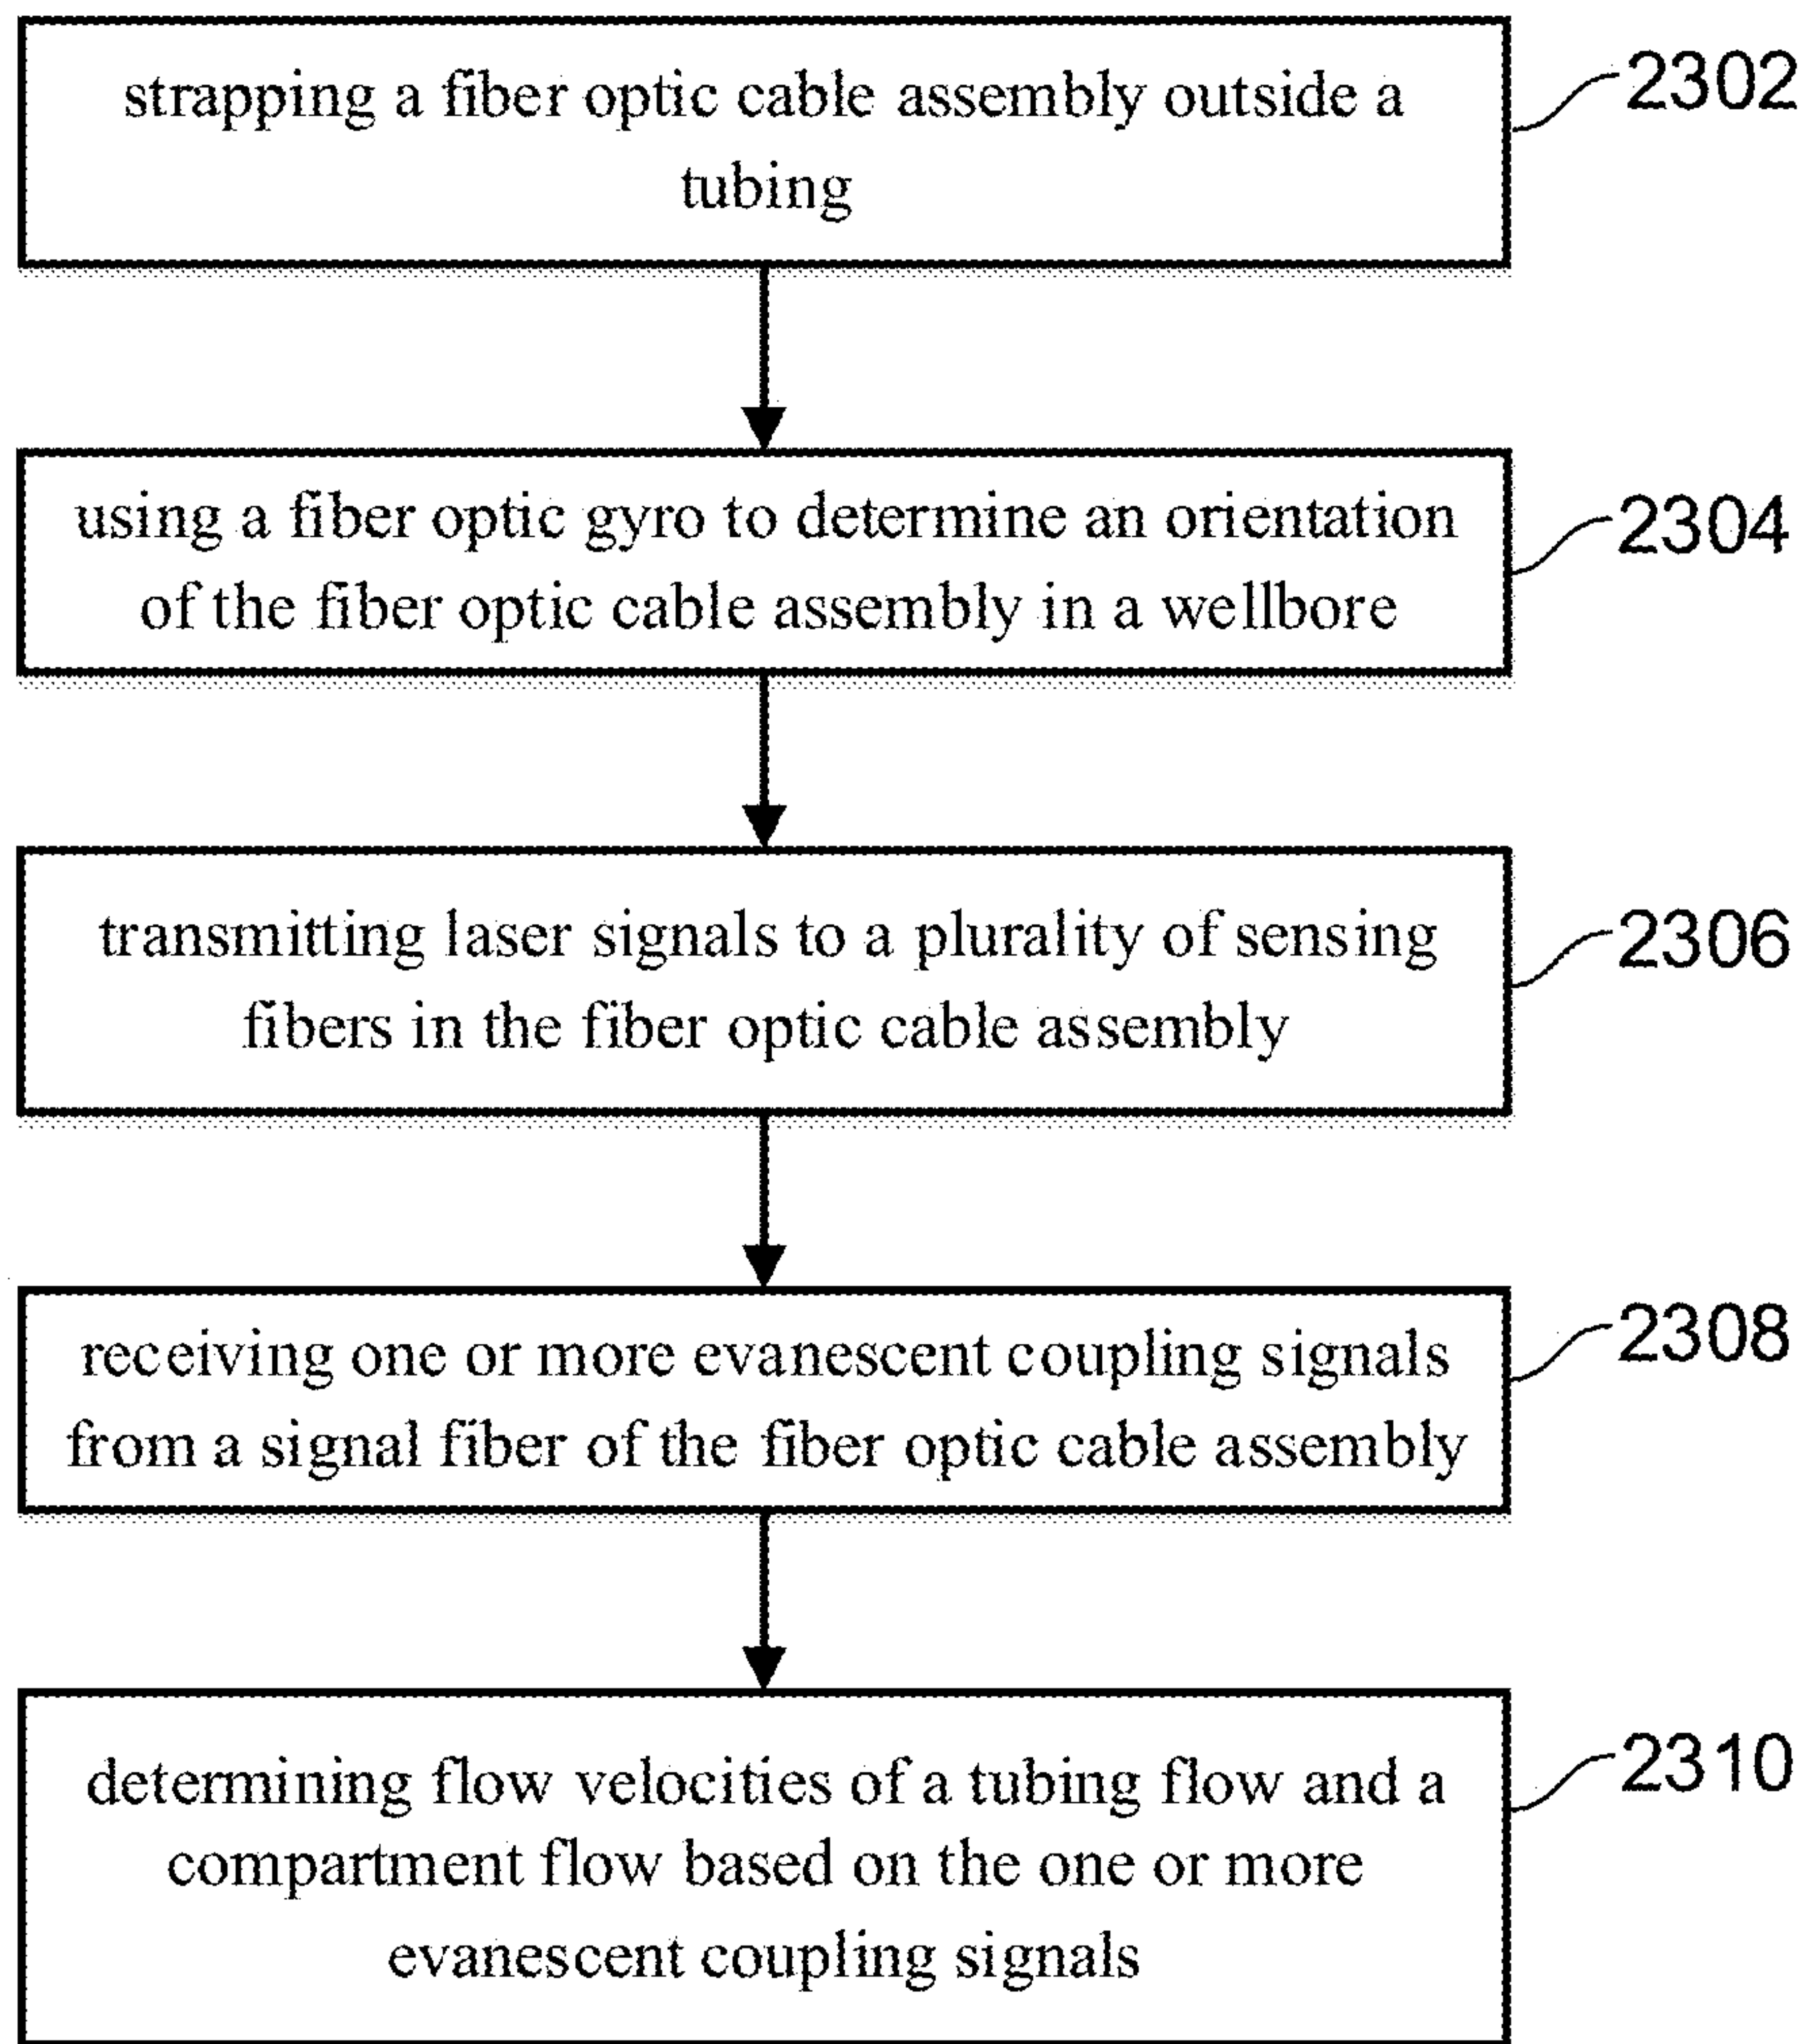 strapping a fiber optic cable assembly outside a
tubing
2302
using a fiber optic gyro to determine an orientation
of the fiber optic cable assembly in a wellbore
2304
transmitting laser signals to a plurality of sensing
fibers in the fiber optic cable assembly
2306
receiving one or more evanescent coupling signals
from a signal fiber of the fiber optic cable assembly
2308
determining flow velocities of a tubing flow and a
compartment flow based on the one or more
evanescent coupling signals
2310